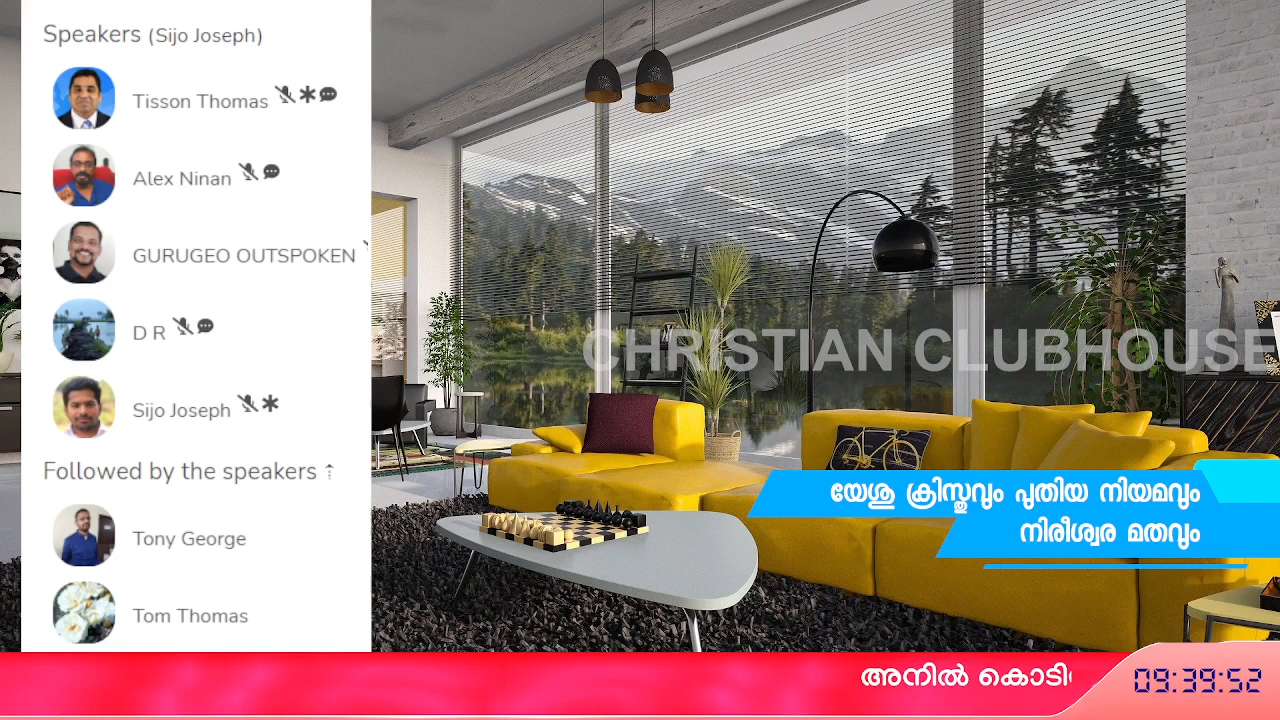 Speakers (Sijo Joseph)
Tisson Thomas
Alex Ninan
GURUGEO OUTSPOKEN
D R
Sijo Joseph
Followed by the speakers
Tony George
Tom Thomas
CHRISTIAN CLUBHOUSE
യേശു ക്രിസ്തുവും പുതിയ നിയമവും
നിരീശ്വര മതവും
അനിൽ
09:39:52